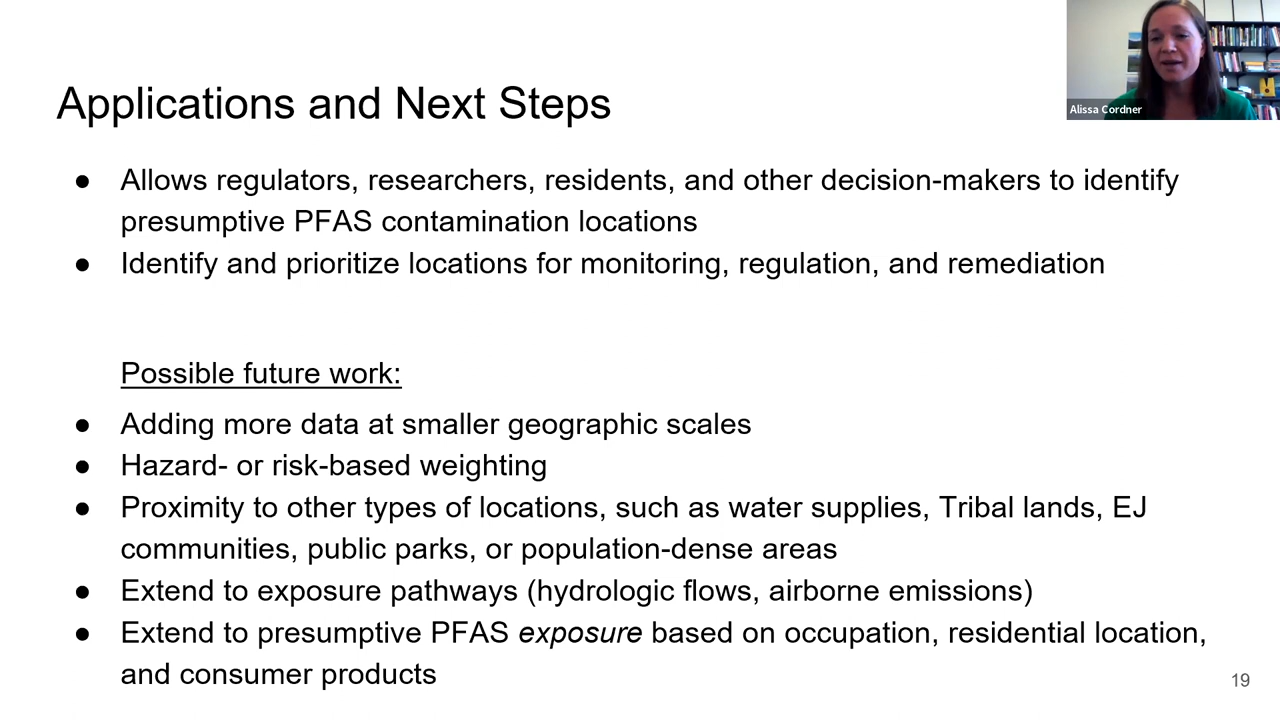 Applications and Next Steps
Alissa Cordner
● Allows regulators, researchers, residents, and other decision-makers to identify
presumptive PFAS contamination locations
● Identify and prioritize locations for monitoring, regulation, and remediation
Possible future work:
● Adding more data at smaller geographic scales
● Hazard- or risk-based weighting
● Proximity to other types of locations, such as water supplies, Tribal lands, EJ
communities, public parks, or population-dense areas
● Extend to exposure pathways (hydrologic flows, airborne emissions)
● Extend to presumptive PFAS exposure based on occupation, residential location,
and consumer products
19